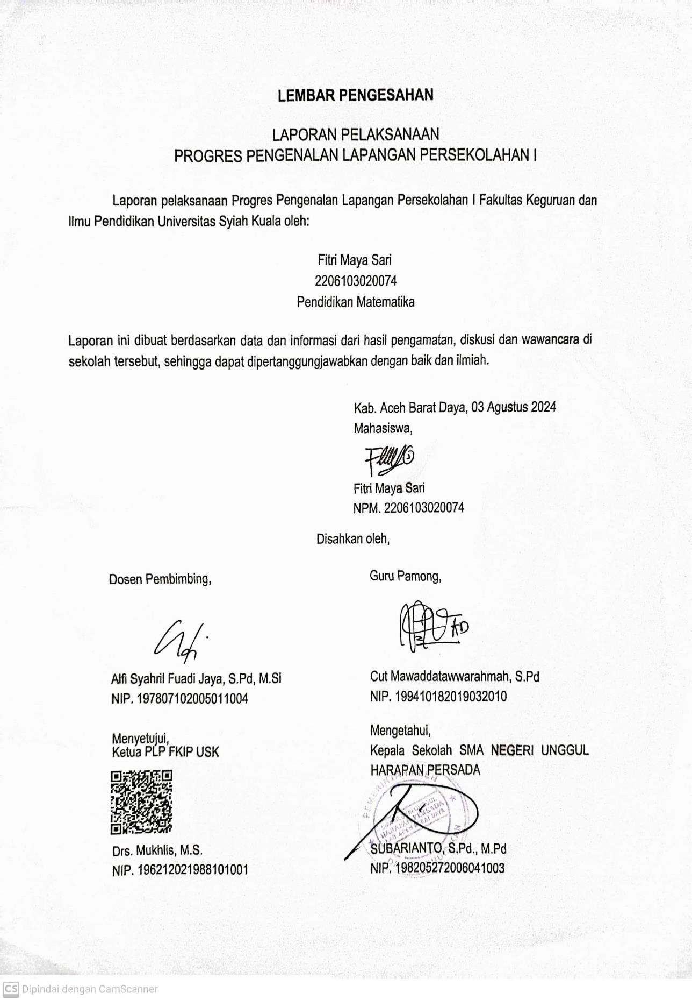 LEMBAR PENGESAHAN
LAPORAN PELAKSANAAN
PROGRES PENGENALAN LAPANGAN PERSEKOLAHAN I
Laporan pelaksanaan Progres Pengenalan Lapangan Persekolahan I Fakultas Keguruan dan
Ilmu Pendidikan Universitas Syiah Kuala oleh:
Fitri Maya Sari
2206103020074
Pendidikan Matematika
Laporan ini dibuat berdasarkan data dan informasi dari hasil pengamatan, diskusi dan wawancara di
sekolah tersebut, sehingga dapat dipertanggungjawabkan dengan baik dan ilmiah.
Kab. Aceh Barat Daya, 03 Agustus 2024
Mahasiswa,
Fitri Maya Sari
NPM. 2206103020074
Disahkan oleh,
Dosen Pembimbing,
Alfi Syahril Fuadi Jaya, S.Pd, M.Si
NIP. 197807102005011004
Guru Pamong,
Cut Mawaddatawwarahmah, S.Pd
NIP. 199410182019032010
Menyetujui,
Ketua PLP FKIP USK
Drs. Mukhlis, M.S.
NIP. 196212021988101001
Mengetahui,
Kepala Sekolah SMA NEGERI UNGGUL
HARAPAN PERSADA
HARAPAN PERSADA
KAB ACEH BARAT DAYA
SUBARIANTO, S.Pd., M.Pd
NIP. 198205272006041003
CS Dipindai dengan CamScanner